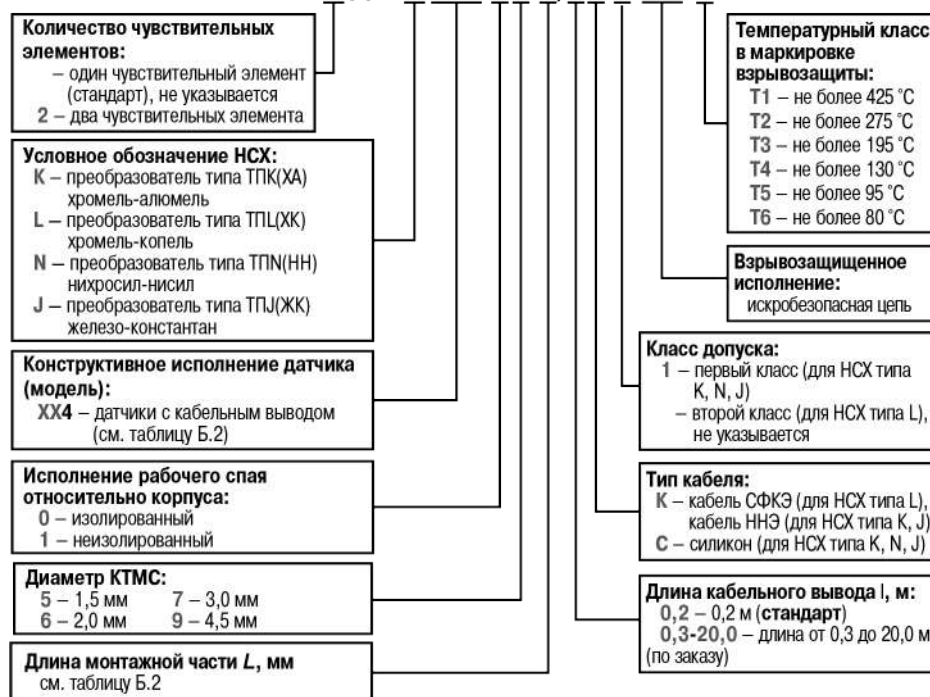 Количество чувствительных
элементов:
– один чувствительный элемент
(стандарт), не указывается
2 – два чувствительных элемента
Условное обозначение НСХ:
K – преобразователь типа ТПК(ХА)
хромель-алюмель
L – преобразователь типа ТПL(ХК)
хромель-копель
N – преобразователь типа ТПN(НН)
нихросил-нисил
J – преобразователь типа ТПJ(ЖК)
железо-константан
Конструктивное исполнение датчика
(модель):
XX4 – датчики с кабельным выводом
(см. таблицу Б.2)
Исполнение рабочего спая
относительно корпуса:
0 – изолированный
1 – неизолированный
Диаметр КТМС:
5 – 1,5 мм 7 – 3,0 мм
6 – 2,0 мм 9 – 4,5 мм
Длина монтажной части L, мм
см. таблицу Б.2
Температурный класс
в маркировке
взрывозащиты:
T1 – не более 425 °C
T2 – не более 275 °C
T3 – не более 195 °C
T4 – не более 130 °C
T5 – не более 95 °C
T6 – не более 80 °C
Взрывозащищенное
исполнение:
искробезопасная цепь
Класс допуска:
1 – первый класс (для НСХ типа
K, N, J)
– второй класс (для НСХ типа L),
не указывается
Тип кабеля:
К – кабель СФКЭ (для НСХ типа L),
кабель ННЭ (для НСХ типа K, J)
С – силикон (для НСХ типа K, N, J)
Длина кабельного вывода l, м:
0,2 – 0,2 м (стандарт)
0,3-20,0 – длина от 0,3 до 20,0 м
(по заказу)